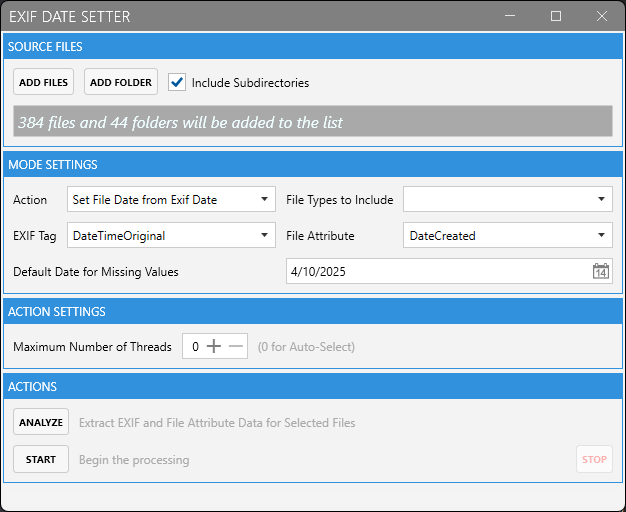 EXIF DATE SETTER
SOURCE FILES
ADD FILES ADD FOLDER Include Subdirectories
384 files and 44 folders will be added to the list
MODE SETTINGS
Action Set File Date from Exif Date File Types to Include
EXIF Tag DateTimeOriginal File Attribute DateCreated
Default Date for Missing Values 4/10/2025 14
ACTION SETTINGS
Maximum Number of Threads 0 (0 for Auto-Select)
ACTIONS
ANALYZE Extract EXIF and File Attribute Data for Selected Files
START Begin the processing STOP